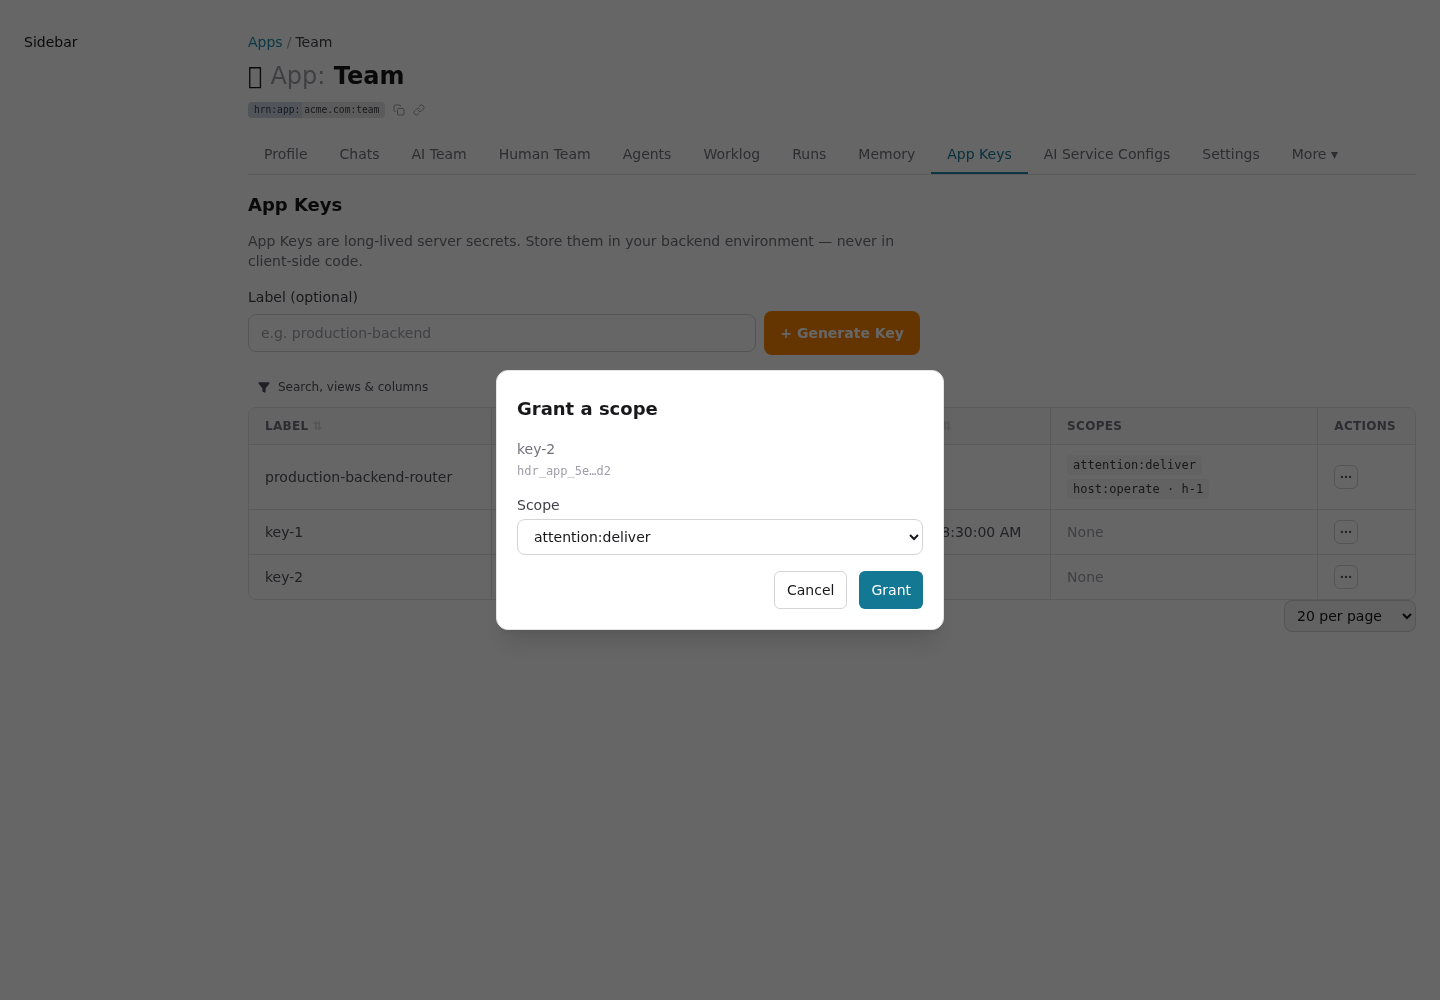 Sidebar
Apps / Team
App: Team
hrn:app: acme.com:team
Profile Chats AI Team Human Team Agents Worklog Runs Memory App Keys AI Service Configs Settings More ▾
App Keys
App Keys are long-lived server secrets. Store them in your backend environment — never in
client-side code.
Label (optional)
e.g. production-backend
+ Generate Key
Search, views & columns
LABEL ⇅ SCOPES ACTIONS
production-backend-router
attention:deliver
host:operate · h-1
key-1 :30:00 AM None
key-2 None
20 per page
Grant a scope
key-2
hdr_app_5e…d2
Scope
attention:deliver
Cancel Grant